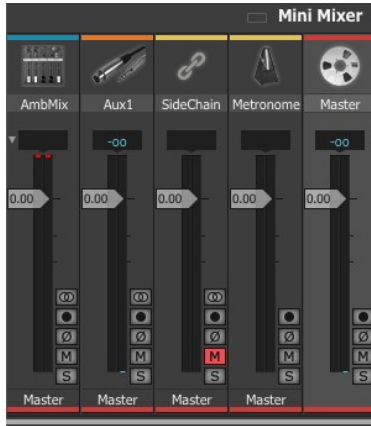 Mini Mixer
AmbMix Aux1 SideChain Metronome Master
-oo -oo
0.00 0.00 0.00 0.00 0.00
Ø Ø Ø Ø Ø
M M M M M
S S S S S
Master Master Master Master